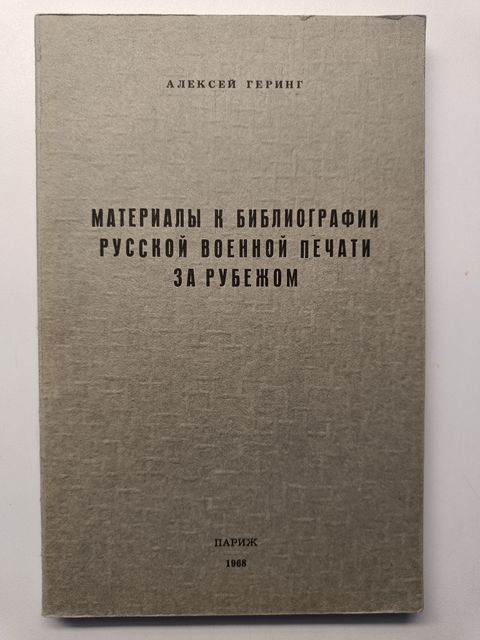 АЛЕКСЕЙ ГЕРИНГ
МАТЕРИАЛЫ К БИБЛИОГРАФИИ
РУССКОЙ ВОЕННОЙ ПЕЧАТИ
ЗА РУБЕЖОМ
ПАРИЖ
1968